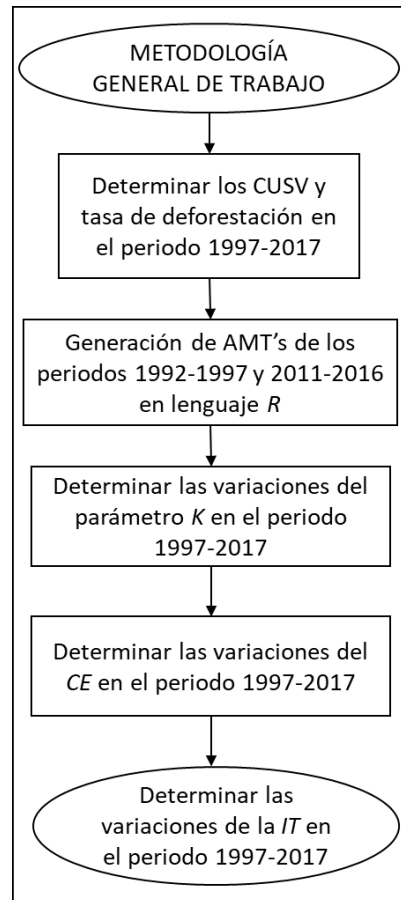 METODOLOGÍA
GENERAL DE TRABAJO
Determinar los CUSV y
tasa de deforestación en
el periodo 1997-2017
Generación de AMT’s de los
periodos 1992-1997 y 2011-2016
en lenguaje R
Determinar las variaciones del
parámetro K en el periodo
1997-2017
Determinar las variaciones del
CE en el periodo 1997-2017
Determinar las
variaciones de la IT en
el periodo 1997-2017